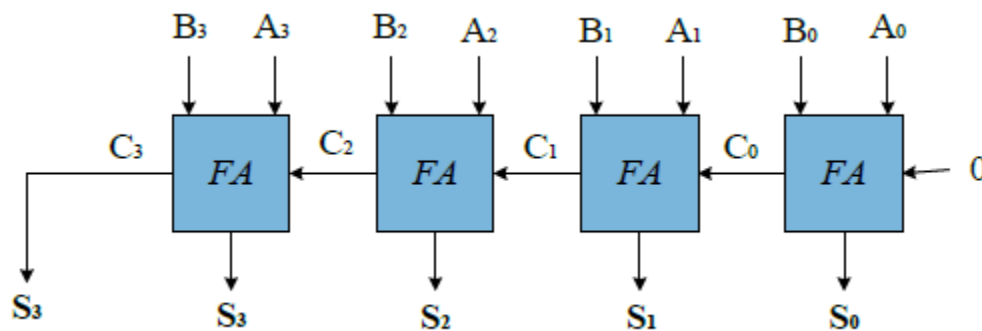 B₃ A₃ B₂ A₂ B₁ A₁ B₀ A₀
C₃ FA C₂ FA C₁ FA C₀ FA 0
S₃ S₃ S₂ S₁ S₀